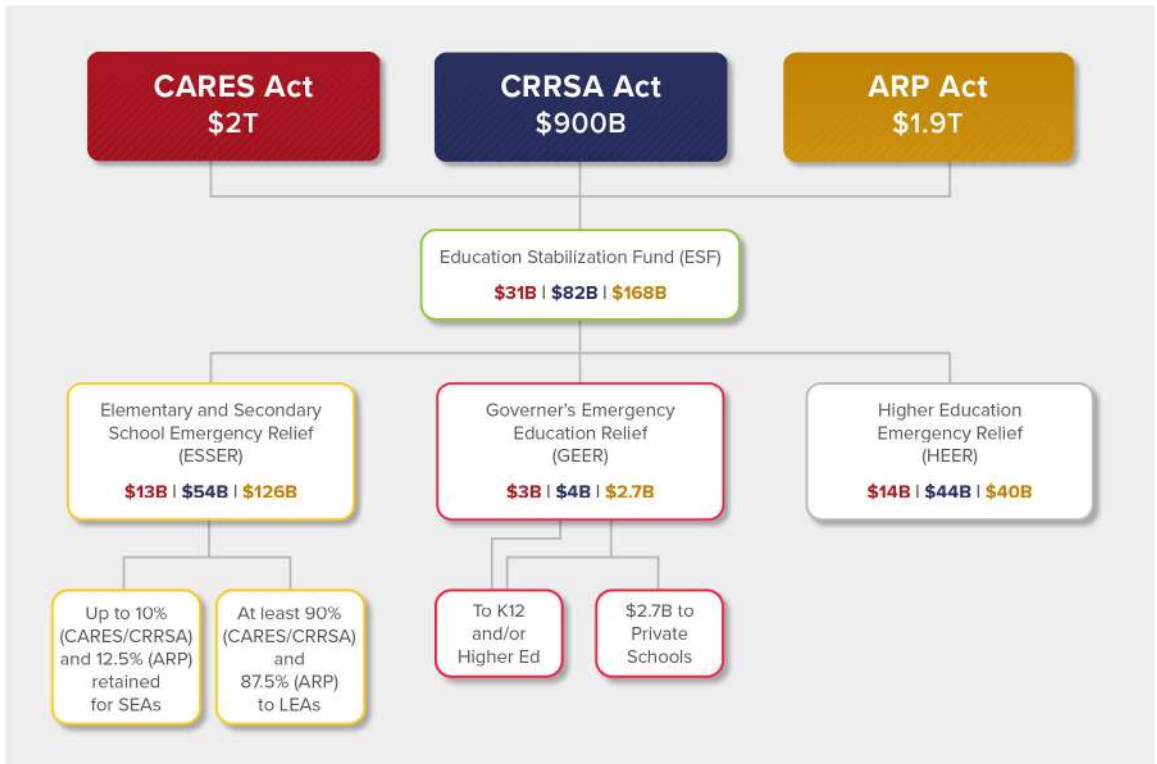 CARES Act
$2T
CRRSA Act
$900B
ARP Act
$1.9T
Education Stabilization Fund (ESF)
$31B | $82B | $168B
Elementary and Secondary
School Emergency Relief
(ESSER)
$13B | $54B | $126B
Governer's Emergency
Education Relief
(GEER)
$3B | $4B | $2.7B
Higher Education
Emergency Relief
(HEER)
$14B | $44B | $40B
Up to 10%
(CARES/CRRSA)
and 12.5% (ARP)
retained
for SEAs
At least 90%
(CARES/CRRSA)
and
87.5% (ARP)
to LEAs
To K12
and/or
Higher Ed
$2.7B to
Private
Schools